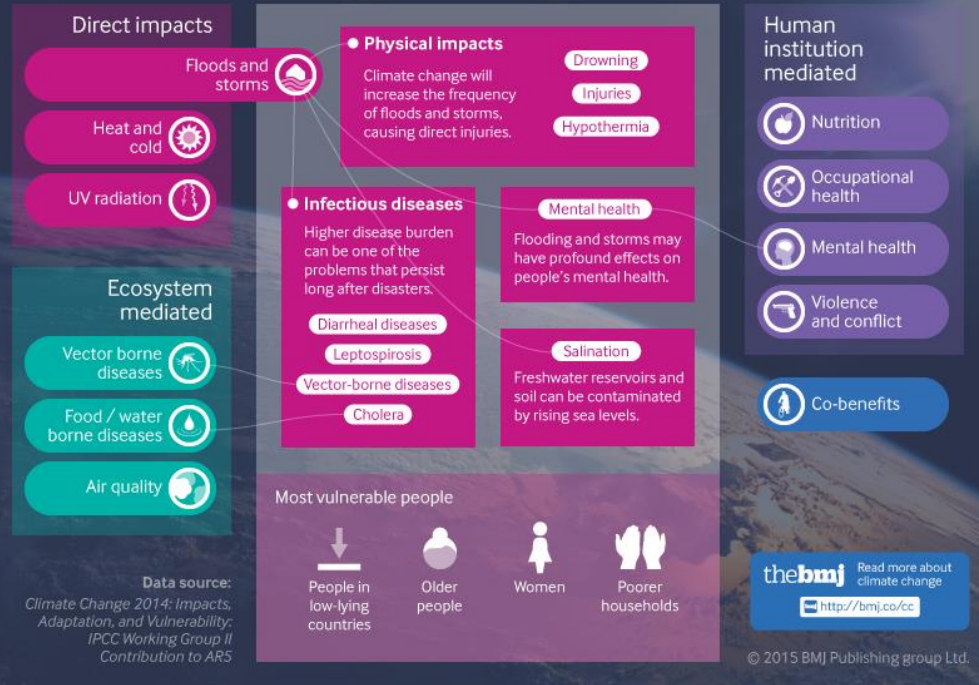 Direct impacts
Floods and
storms
Heat and
cold
UV radiation
Ecosystem
mediated
Vector borne
diseases
Food / water
borne diseases
Air quality
Data source:
Climate Change 2014: Impacts,
Adaptation, and Vulnerability:
IPCC Working Group II
Contribution to AR5
Physical impacts
Climate change will
increase the frequency
of floods and storms,
causing direct injuries.
Drowning
Injuries
Hypothermia
Infectious diseases
Higher disease burden
can be one of the
problems that persist
long after disasters.
Diarrheal diseases
Leptospirosis
Vector-borne diseases
Cholera
Mental health
Flooding and storms may
have profound effects on
people's mental health.
Salination
Freshwater reservoirs and
soil can be contaminated
by rising sea levels.
Most vulnerable people
People in
low-lying
countries
Older
people
Women
Poorer
households
Human
institution
mediated
Nutrition
Occupational
health
Mental health
Violence
and conflict
Co-benefits
thebmj
Read more about
climate change
http://bmj.co/cc
© 2015 BMJ Publishing group Ltd.